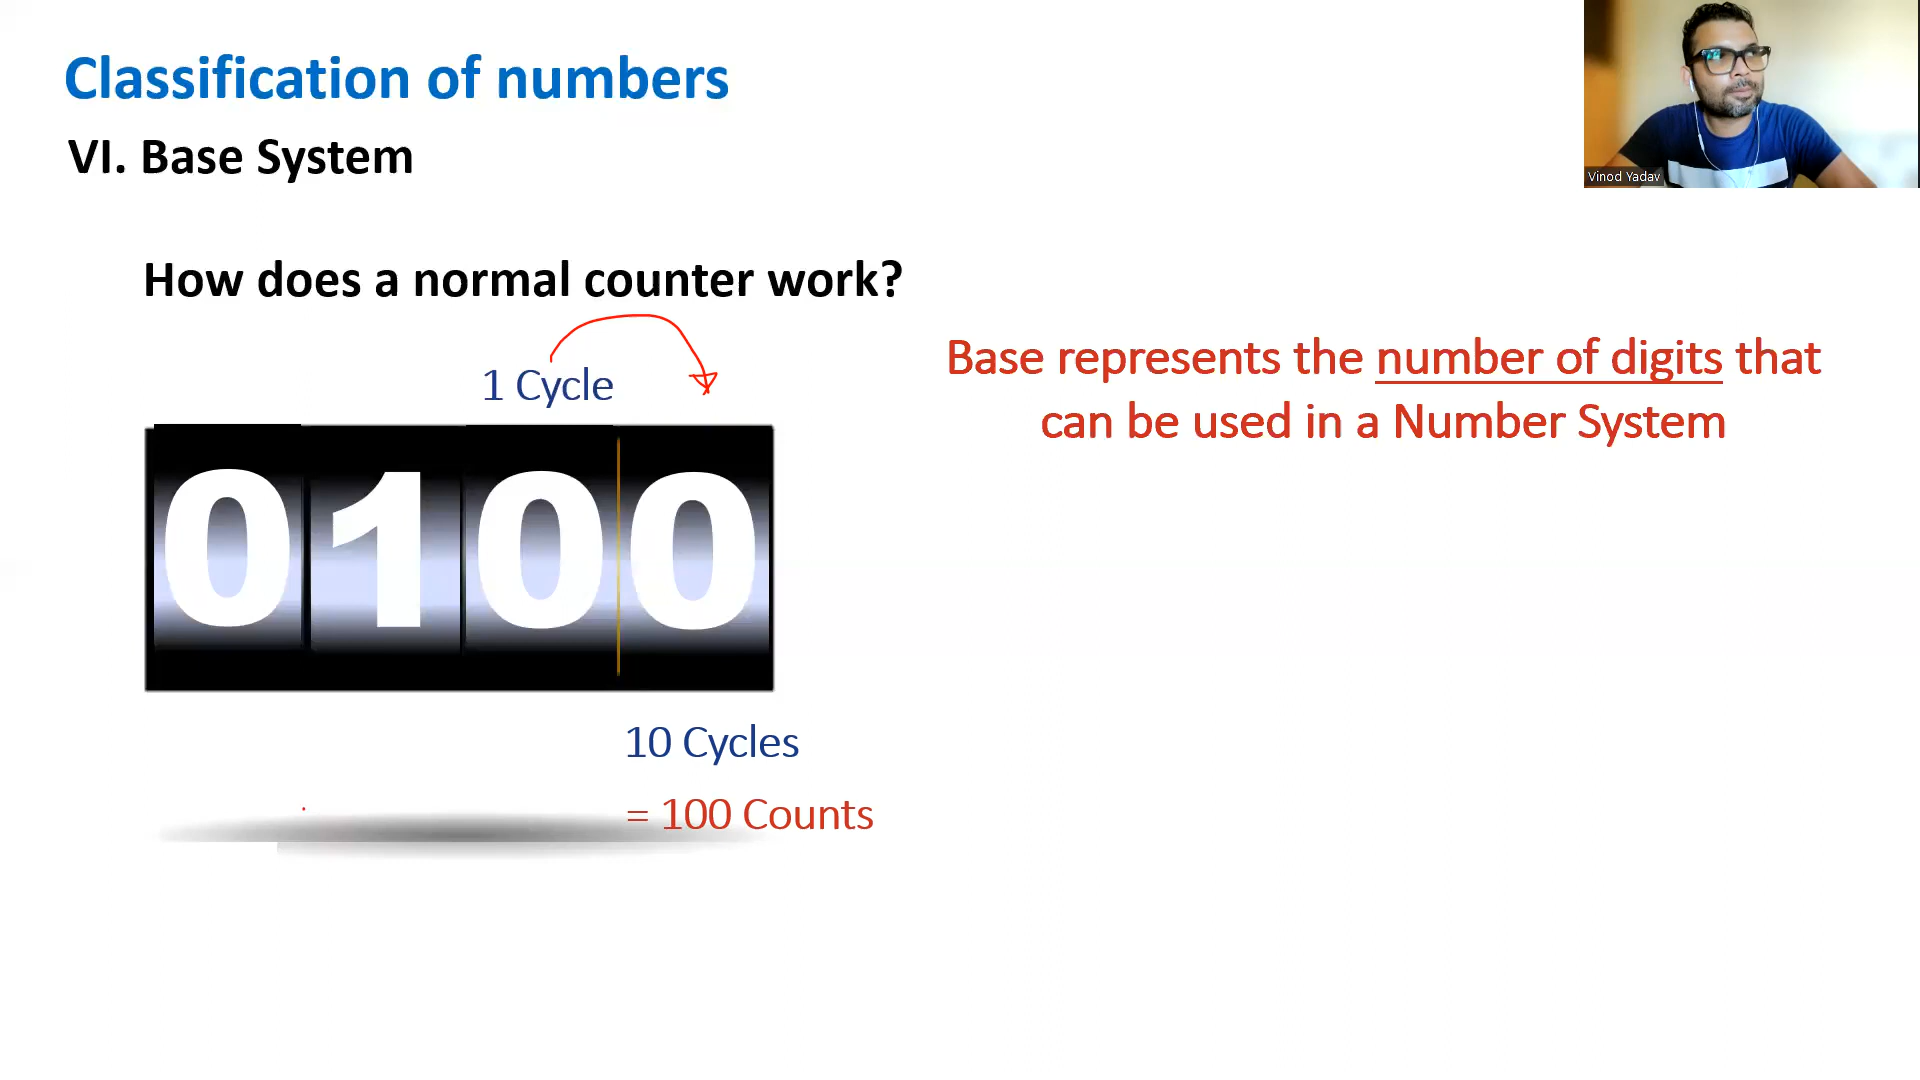 Classification of numbers
VI. Base System
Vinod Yadav
How does a normal counter work?
Base represents the number of digits that
can be used in a Number System
1 Cycle
0100
10 Cycles
= 100 Counts